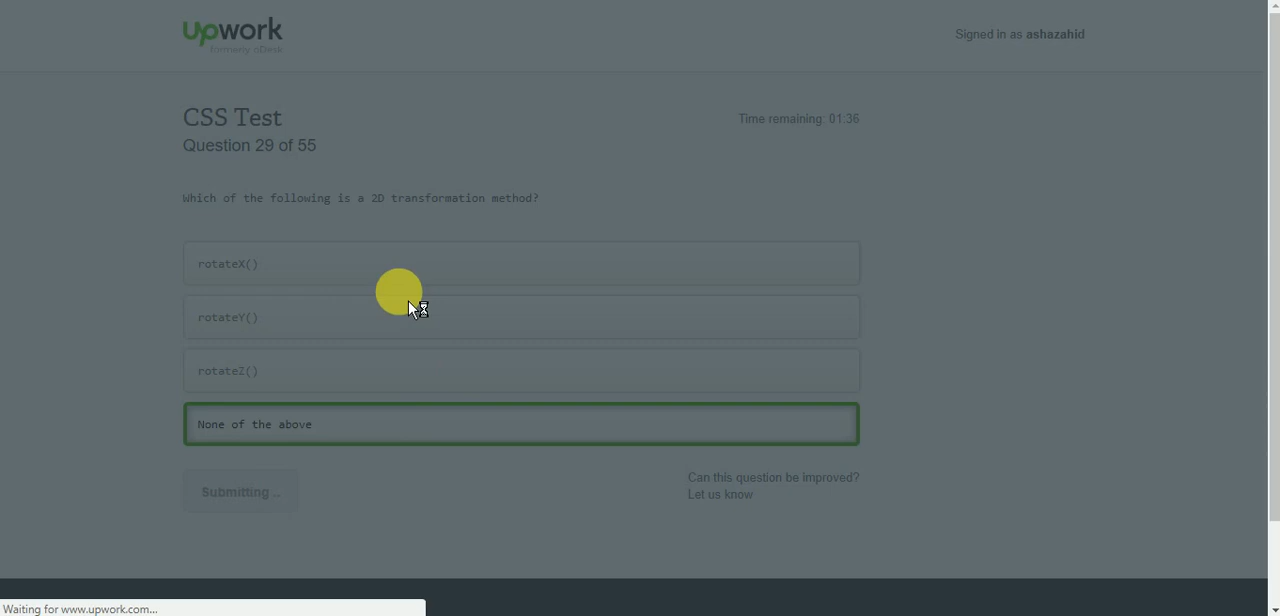 Upwork
formerly oDesk
Signed in as ashazahid
CSS Test
Time remaining: 01:36
Question 29 of 55
Which of the following is a 2D transformation method?
rotateX()
rotateY()
rotateZ()
None of the above
Submitting...
Can this question be improved?
Let us know
Waiting for www.upwork.com...